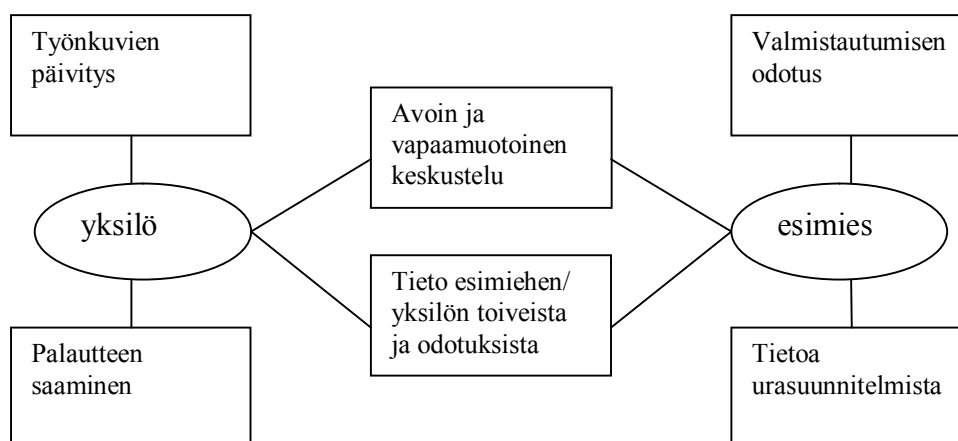 Työnkuvien
päivitys
Valmistautumisen
odotus
Avoin ja
vapaamuotoinen
keskustelu
yksilö
esimies
Tieto esimiehen/
yksilön toiveista
ja odotuksista
Palautteen
saaminen
Tietoa
urasuunnitelmista